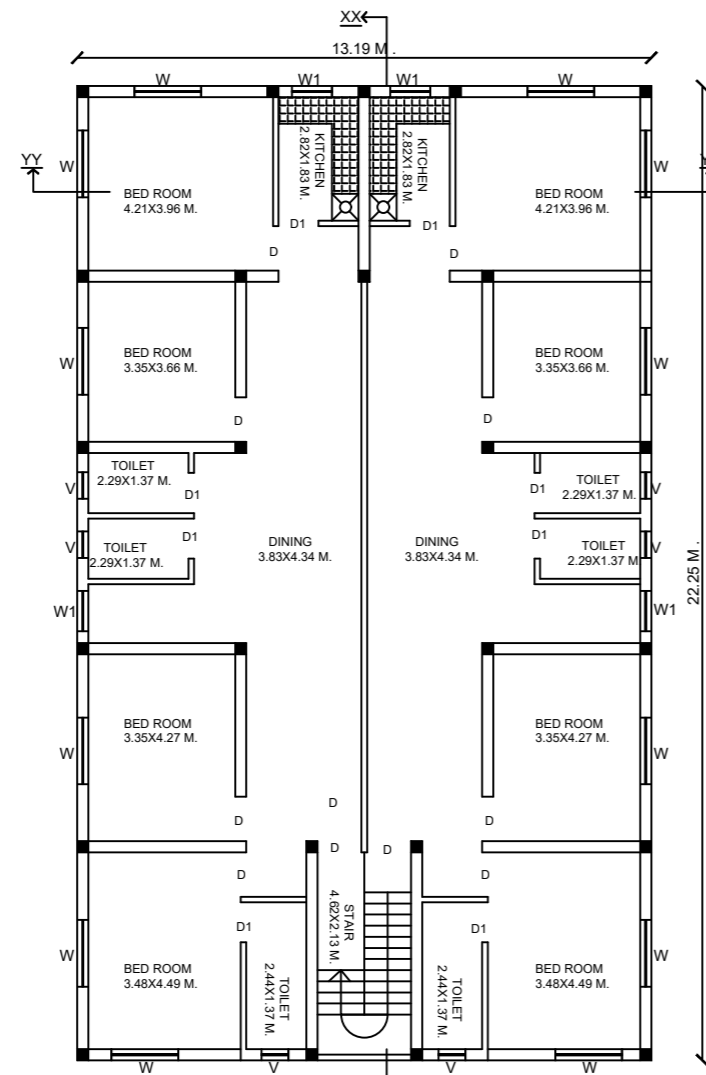 XX
13.19 M .
W
W1
W1
W
YY
W
KITCHEN
2.82X1.83 M.
KITCHEN
2.82X1.83 M.
W
BED ROOM
4.21X3.96 M.
BED ROOM
4.21X3.96 M.
D1
D1
D
D
W
BED ROOM
3.35X3.66 M.
BED ROOM
3.35X3.66 M.
W
D
D
TOILET
2.29X1.37 M.
TOILET
2.29X1.37 M.
V
D1
D1
V
D1
D1
V
TOILET
2.29X1.37 M.
DINING
3.83X4.34 M.
DINING
3.83X4.34 M.
TOILET
2.29X1.37 M
V
22.25 M .
W1
W1
BED ROOM
3.35X4.27 M.
BED ROOM
3.35X4.27 M.
W
W
D
D
D
D
D
D
D
STAIR
4.62X2.13 M.
D1
D1
W
BED ROOM
3.48X4.49 M.
TOILET
2.44X1.37 M.
TOILET
2.44X1.37 M.
BED ROOM
3.48X4.49 M.
W
W
V
V
W